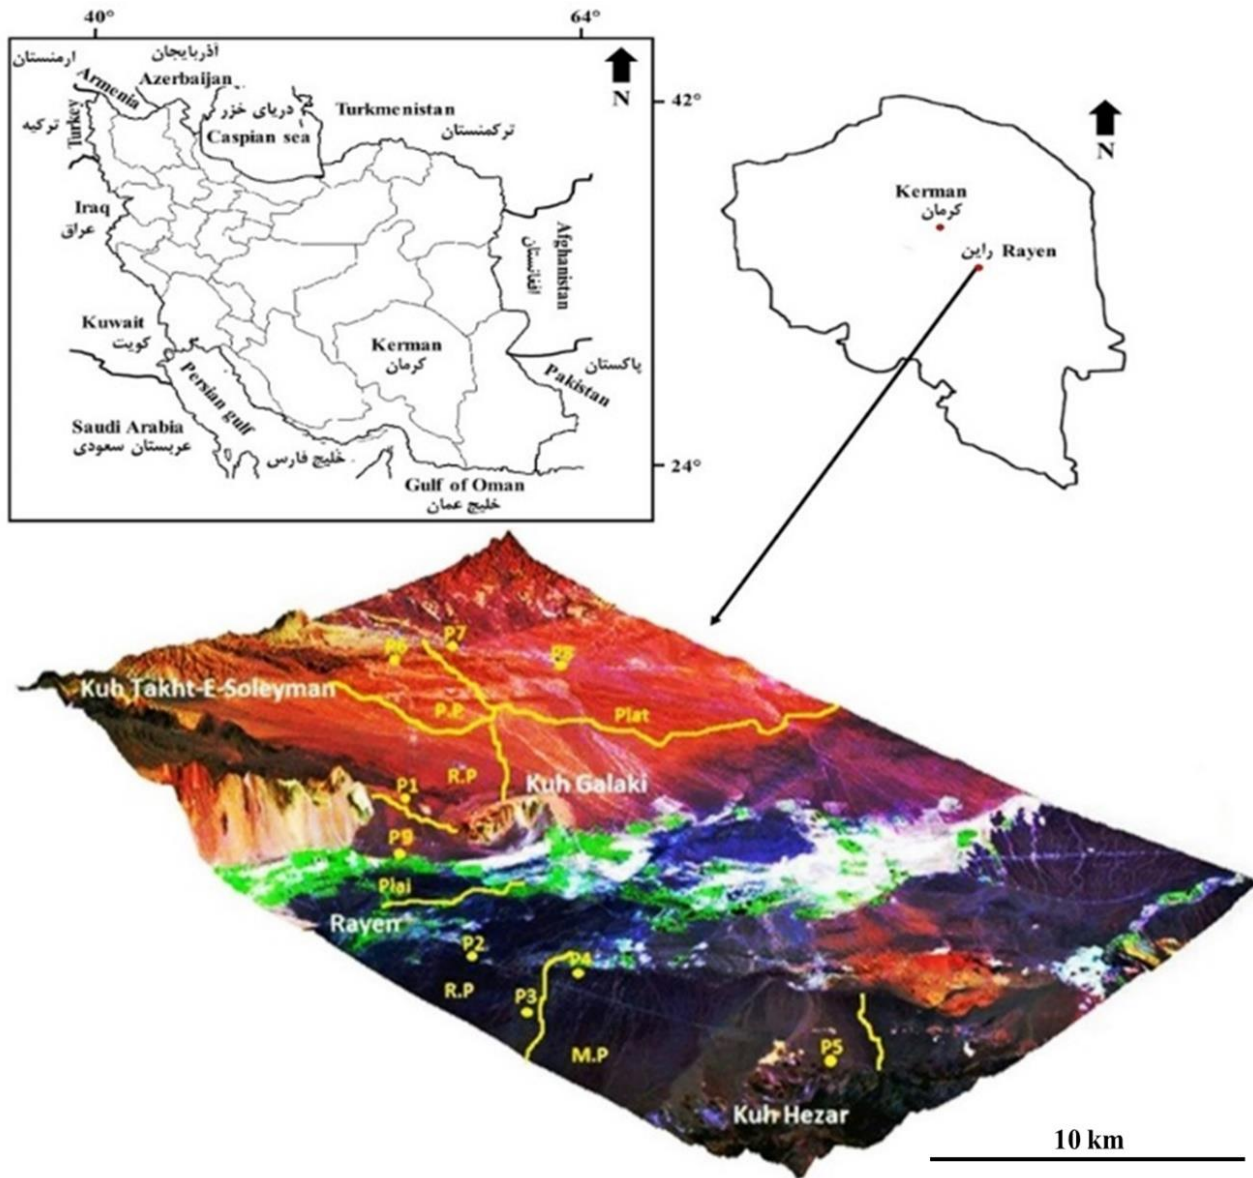 40°
64°
ارمنستان
آذربایجان
Armenia
Azerbaijan
N
Turkey
ترکیه
دریای خزر
Caspian sea
Turkmenistan
ترکمنستان
42°
Iraq
عراق
Afghanistan
افغانستان
Kuwait
کویت
Kerman
کرمان
پاکستان
Pakistan
Persian gulf
Saudi Arabia
عربستان سعودی
خلیج فارس
24°
Gulf of Oman
خلیج عمان
N
Kerman
کرمان
راین Rayen
P7
P6
P8
Kuh Takht-E-Soleyman
P.P
Plat
R.P
Kuh Galaki
P1
P9
Plai
Rayen
P2
P4
R.P
P3
M.P
P5
Kuh Hezar
10 km